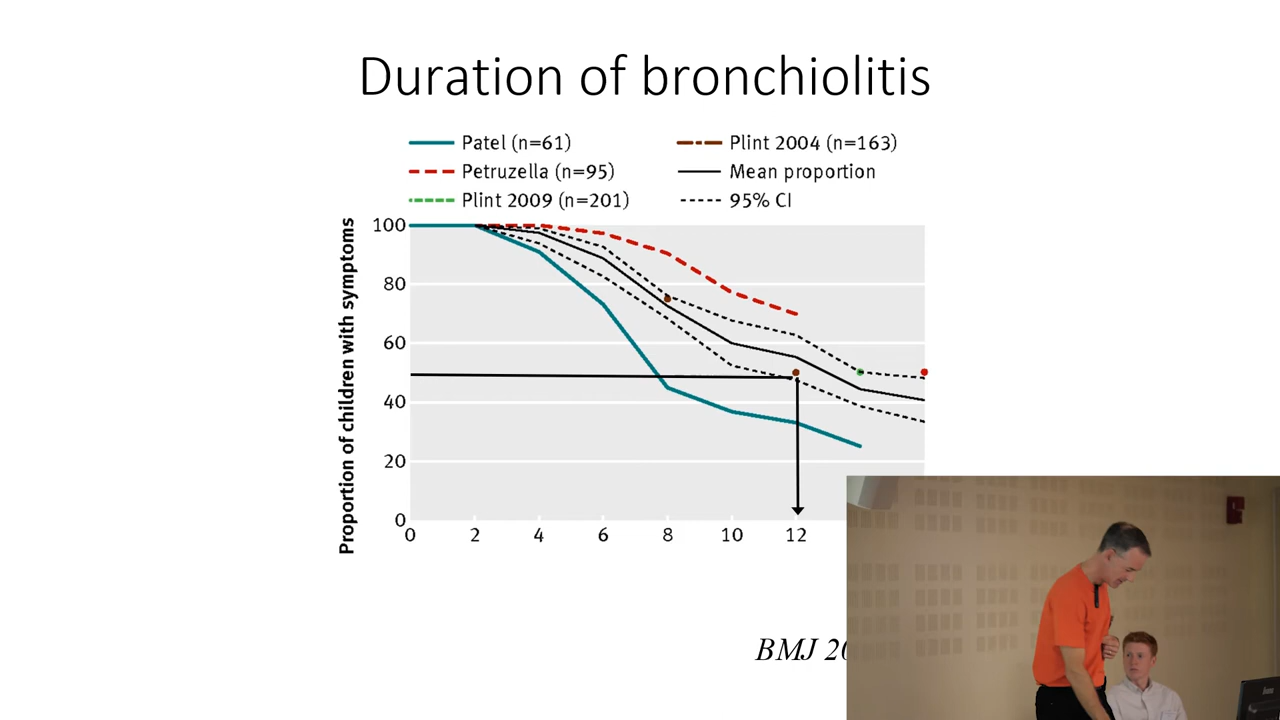 Duration of bronchiolitis
Patel (n=61)
Petruzella (n=95)
Plint 2009 (n=201)
Plint 2004 (n=163)
Mean proportion
95% CI
Proportion of children with symptoms
100
80
60
40
20
0
0 2 4 6 8 10 12
BMJ 20